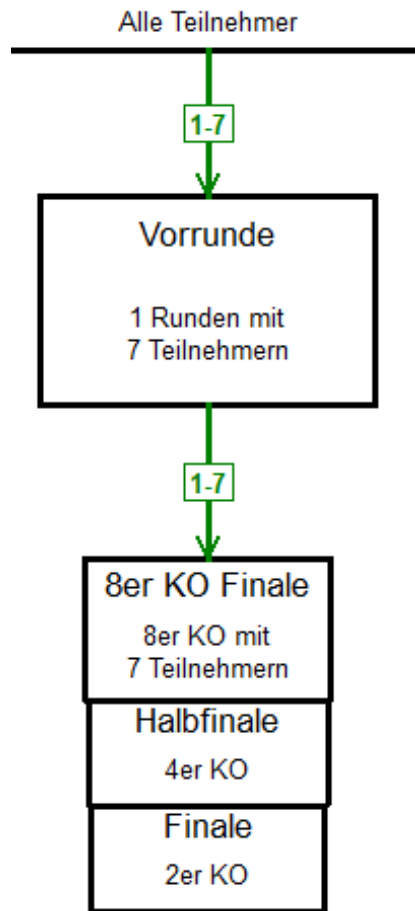 Alle Teilnehmer
1-7
Vorrunde
1 Runden mit
7 Teilnehmern
1-7
8er KO Finale
8er KO mit
7 Teilnehmern
Halbfinale
4er KO
Finale
2er KO